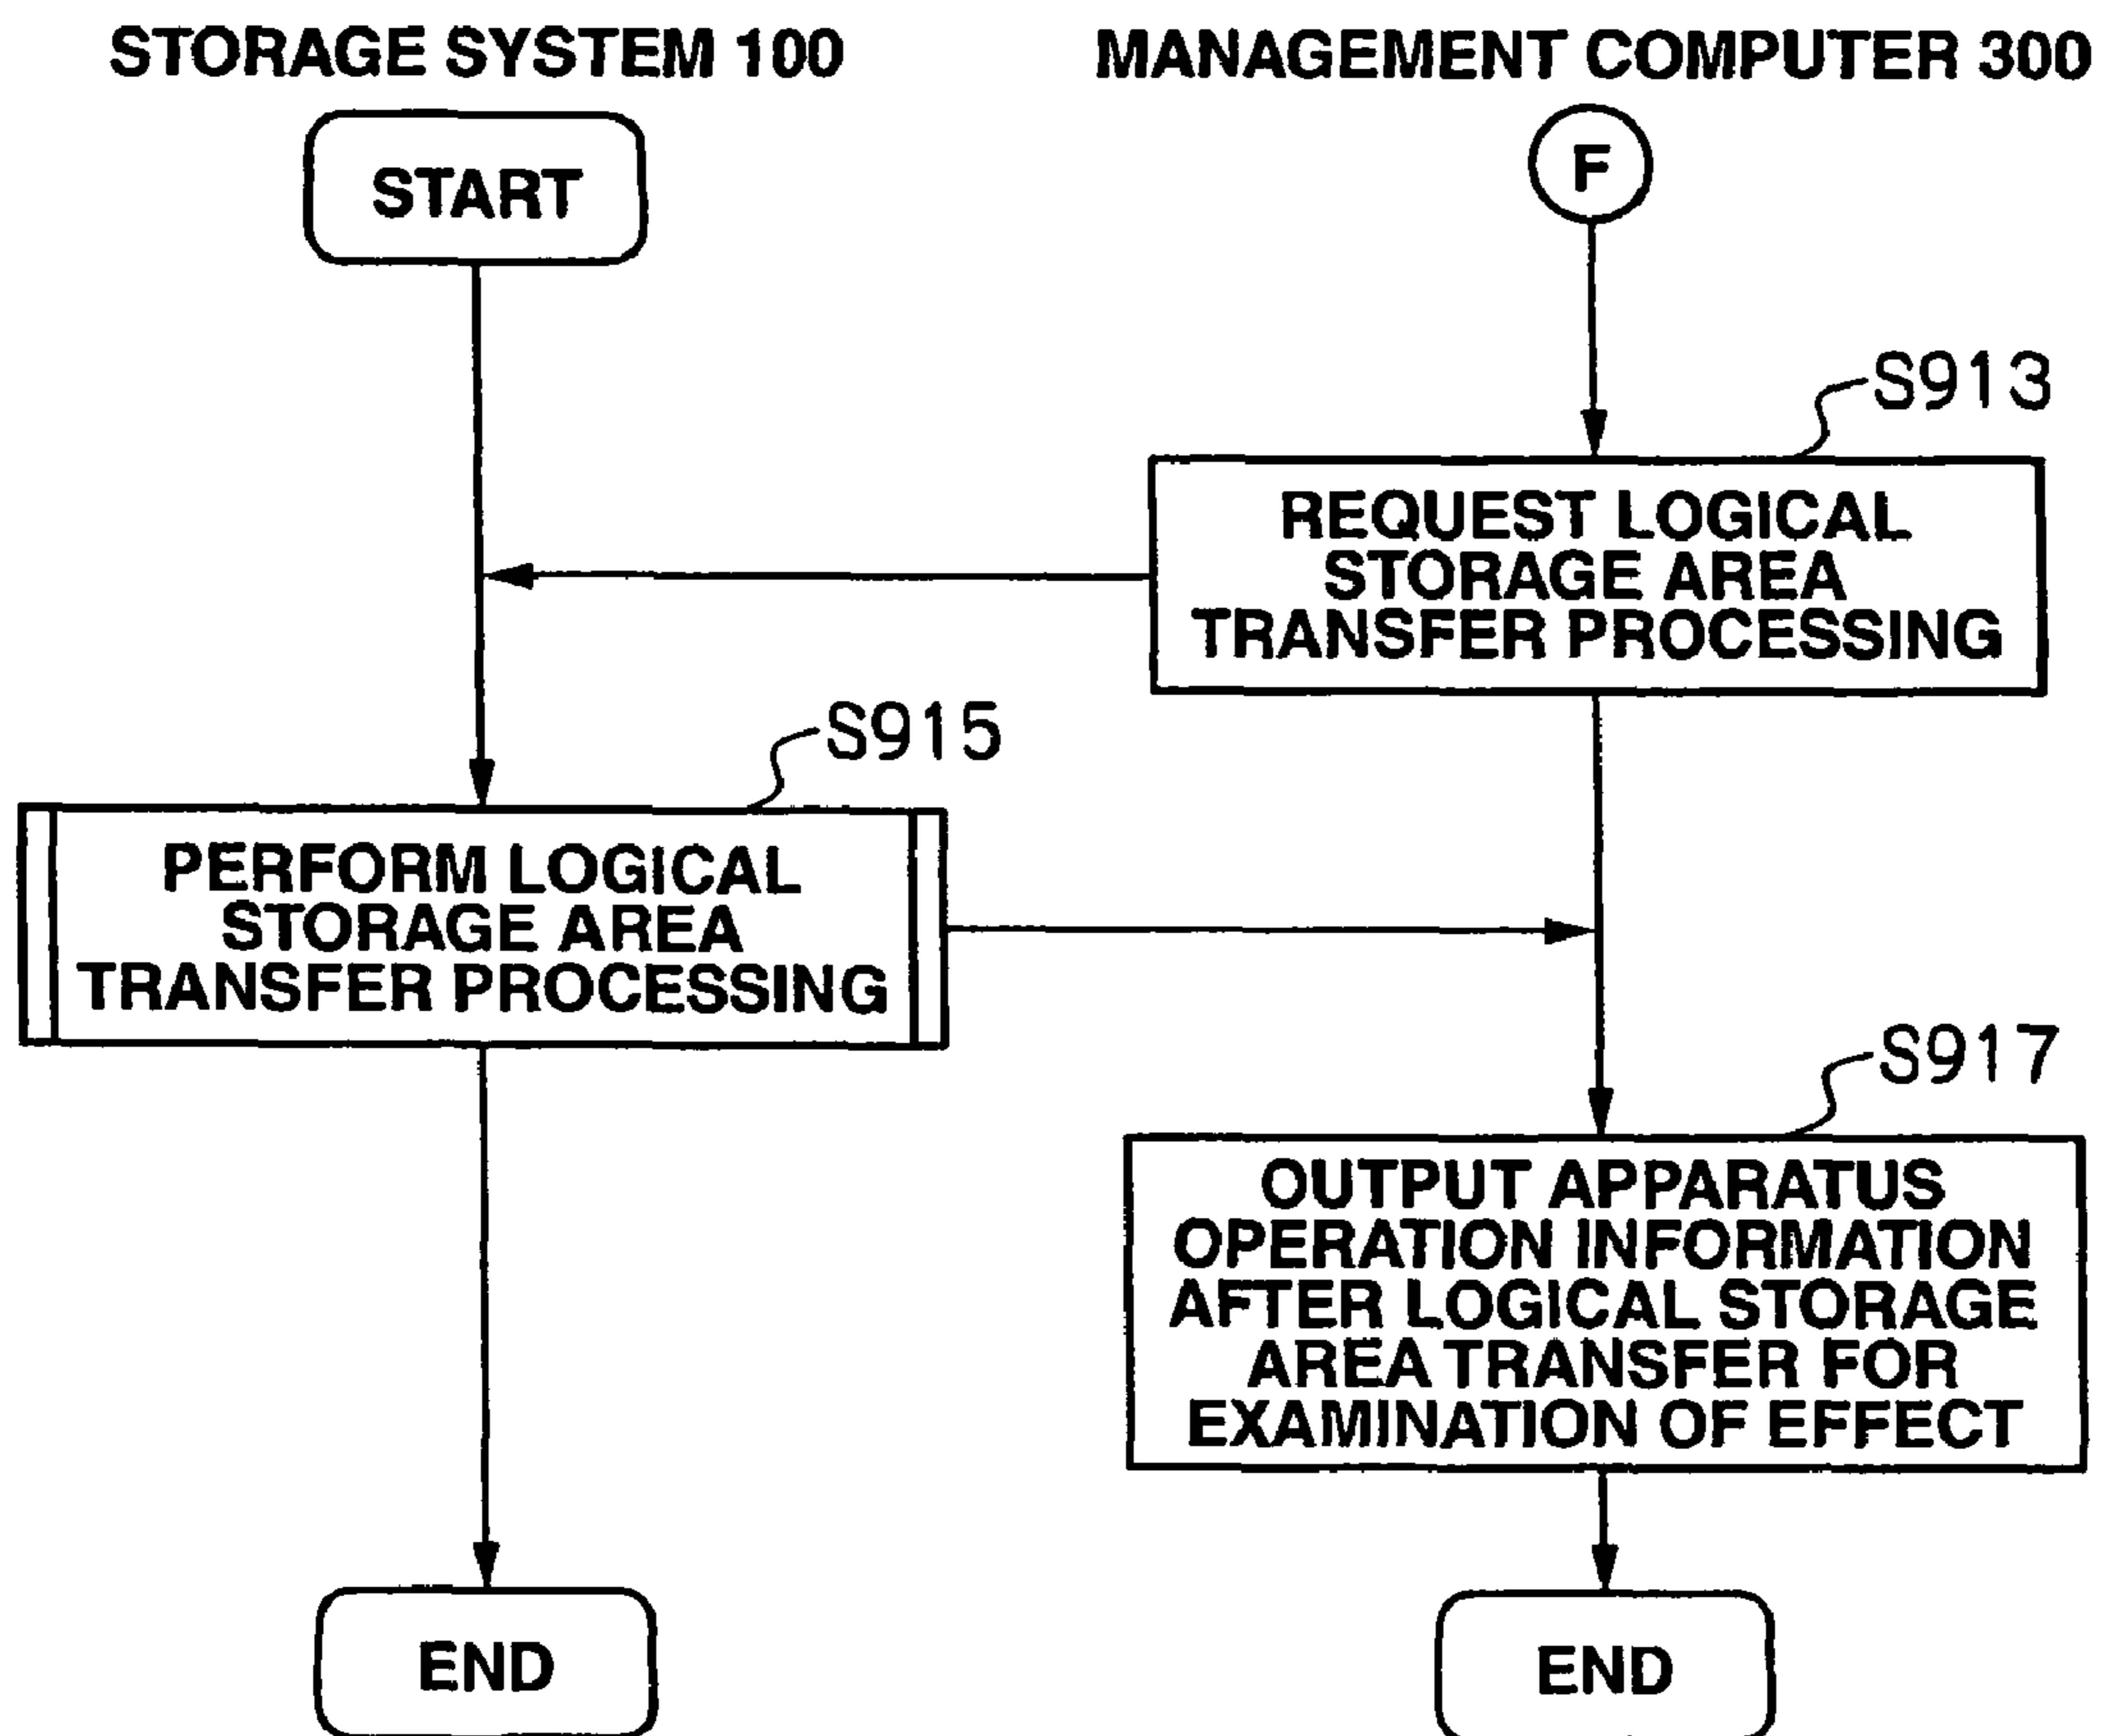 STORAGE SYSTEM 100
MANAGEMENT COMPUTER 300
START
F
S913
REQUEST LOGICAL
STORAGE AREA
TRANSFER PROCESSING
S915
PERFORM LOGICAL
STORAGE AREA
TRANSFER PROCESSING
S917
OUTPUT APPARATUS
OPERATION INFORMATION
AFTER LOGICAL STORAGE
AREA TRANSFER FOR
EXAMINATION OF EFFECT
END
END